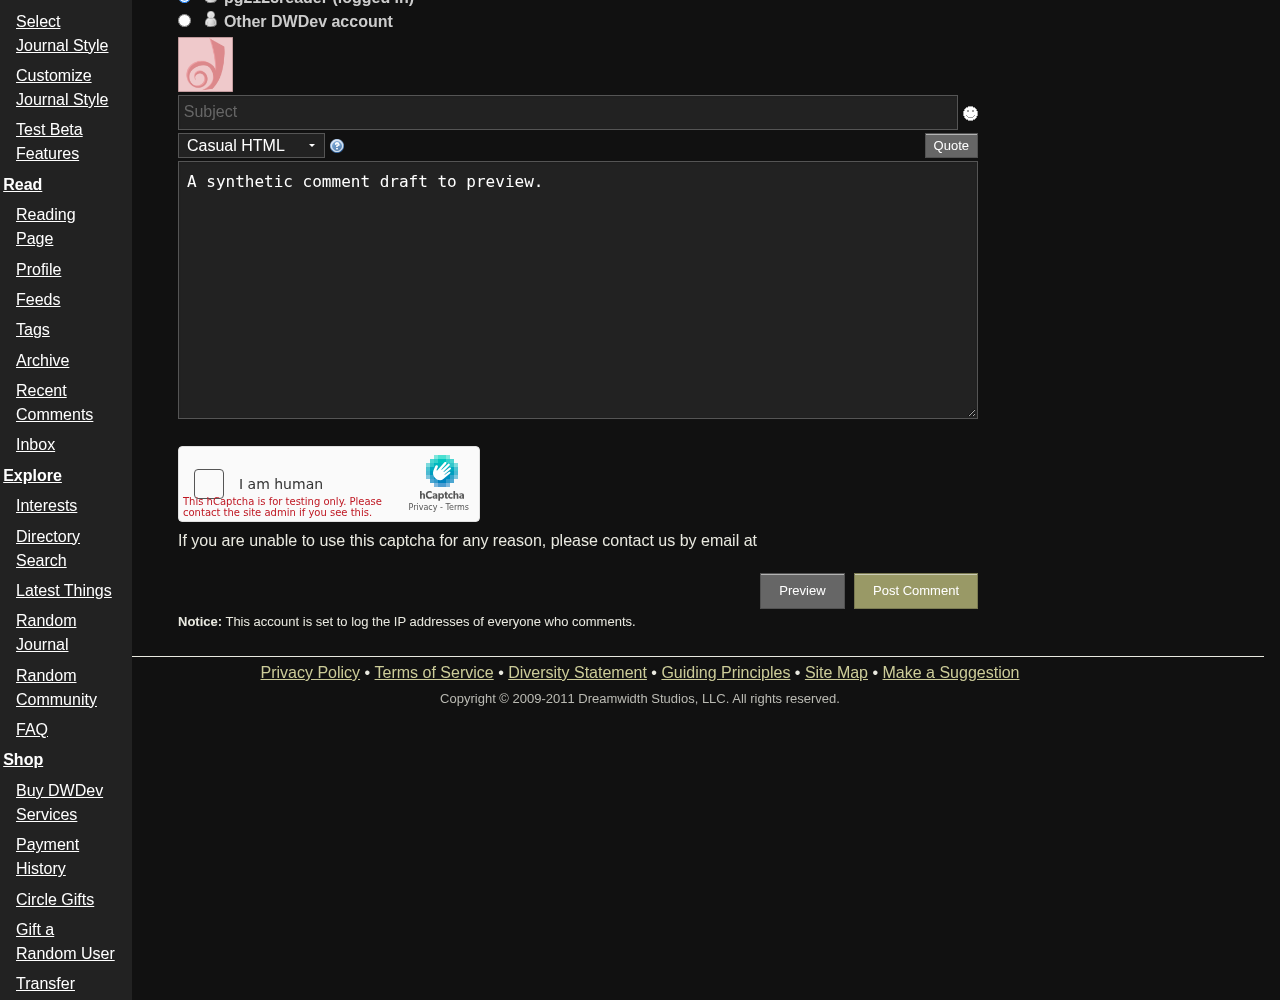 Select
Journal Style
Customize
Journal Style
Test Beta
Features
Read
Reading
Page
Profile
Feeds
Tags
Archive
Recent
Comments
Inbox
Explore
Interests
Directory
Search
Latest Things
Random
Journal
Random
Community
FAQ
Shop
Buy DWDev
Services
Payment
History
Circle Gifts
Gift a
Random User
Transfer
Other DWDev account
Subject
Casual HTML
Quote
A synthetic comment draft to preview.
I am human
This hCaptcha is for testing only. Please
contact the site admin if you see this.
hCaptcha
Privacy - Terms
If you are unable to use this captcha for any reason, please contact us by email at
Preview
Post Comment
Notice: This account is set to log the IP addresses of everyone who comments.
Privacy Policy • Terms of Service • Diversity Statement • Guiding Principles • Site Map • Make a Suggestion
Copyright © 2009-2011 Dreamwidth Studios, LLC. All rights reserved.